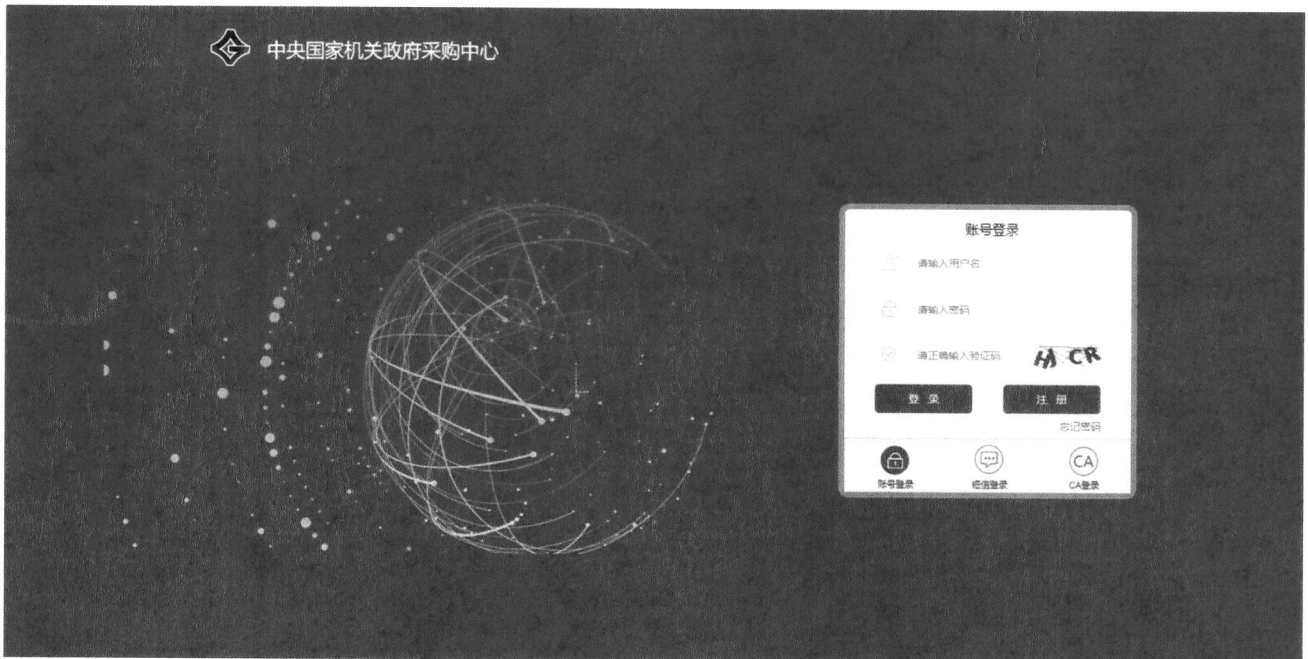 中央国家机关政府采购中心
账号登录
请输入用户名
请输入密码
请正确输入验证码
登 录 注 册
忘记密码
CA
账号登录 短信登录 CA登录